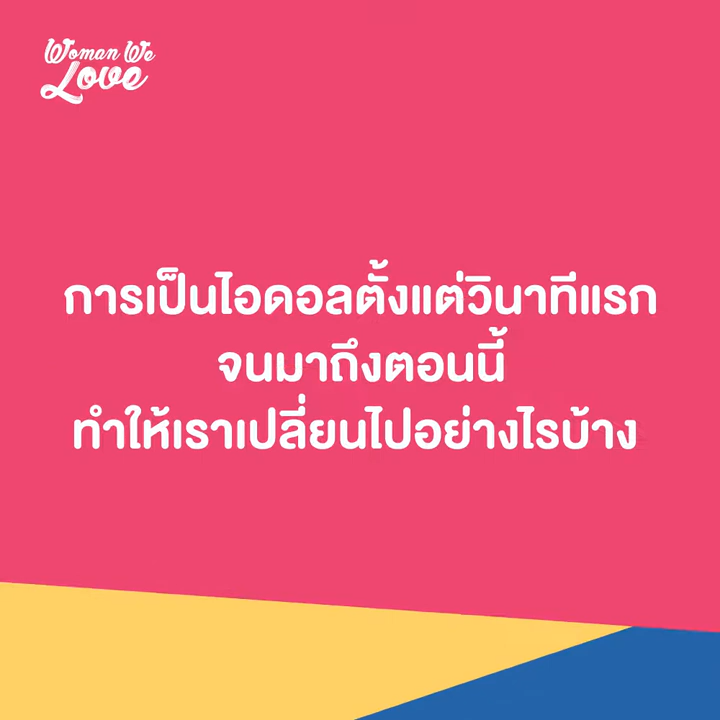 Woman We
Love
การเป็นไอดอลตั้งแต่วินาทีแรก
จนมาถึงตอนนี้
ทำให้เราเปลี่ยนไปอย่างไรบ้าง